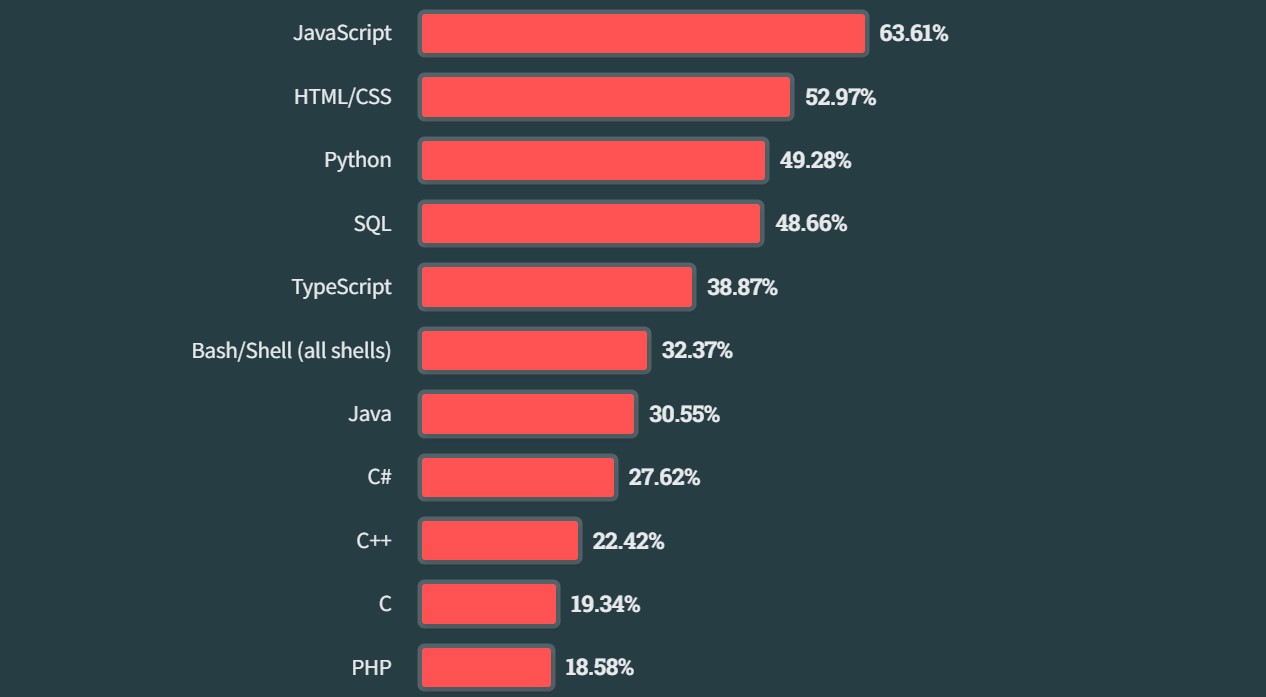 JavaScript 63.61%
HTML/CSS 52.97%
Python 49.28%
SQL 48.66%
TypeScript 38.87%
Bash/Shell (all shells) 32.37%
Java 30.55%
C# 27.62%
C++ 22.42%
C 19.34%
PHP 18.58%